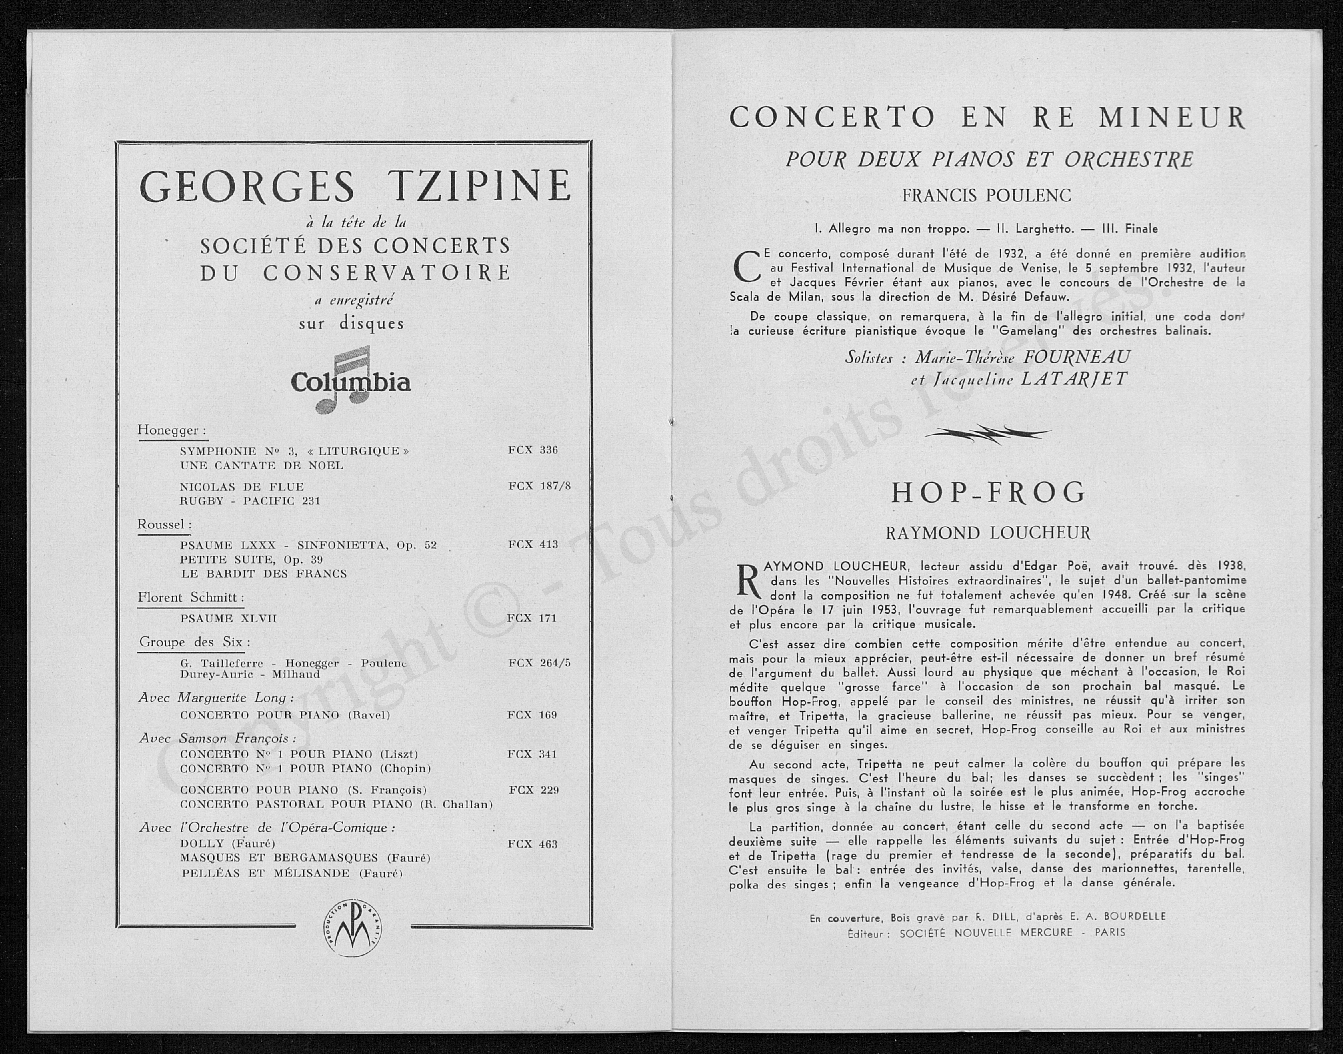 GEORGES TZIPINE
à la tête de la
SOCIÉTÉ DES CONCERTS
DU CONSERVATOIRE
a enregistré
sur disques
Columbia
Honegger :
SYMPHONIE No 3, « LITURGIQUE » FCX 336
UNE CANTATE DE NOEL
NICOLAS DE FLUE FCX 187/8
RUGBY - PACIFIC 231
Roussel :
PSAUME LXXX - SINFONIETTA, Op. 52 FCX 413
PETITE SUITE, Op. 39
LE BARDIT DES FRANCS
Florent Schmitt :
PSAUME XLVII FCX 171
Groupe des Six :
G. Tailleferre - Honegger - Poulenc FCX 264/5
Durey-Auric - Milhaud
Avec Marguerite Long :
CONCERTO POUR PIANO (Ravel) FCX 169
Avec Samson François :
CONCERTO No 1 POUR PIANO (Liszt) FCX 341
CONCERTO No 1 POUR PIANO (Chopin)
CONCERTO POUR PIANO (S. François) FCX 229
CONCERTO PASTORAL POUR PIANO (R. Challan)
Avec l'Orchestre de l'Opéra-Comique :
DOLLY (Fauré) FCX 463
MASQUES ET BERGAMASQUES (Fauré)
PELLÉAS ET MÉLISANDE (Fauré)
PRODUCTION DARBNELLE
CONCERTO EN RE MINEUR
POUR DEUX PIANOS ET ORCHESTRE
FRANCIS POULENC
I. Allegro ma non troppo. — II. Larghetto. — III. Finale
CE concerto, composé durant l'été de 1932, a été donné en première audition
au Festival International de Musique de Venise, le 5 septembre 1932, l'auteur
et Jacques Février étant aux pianos, avec le concours de l'Orchestre de la
Scala de Milan, sous la direction de M. Désiré Defauw.
De coupe classique, on remarquera, à la fin de l'allegro initial, une coda dont
la curieuse écriture pianistique évoque le "Gamelang" des orchestres balinais.
Solistes : Marie-Thérèse FOURNEAU
et Jacqueline LATARJET
HOP-FROG
RAYMOND LOUCHEUR
RAYMOND LOUCHEUR, lecteur assidu d'Edgar Poë, avait trouvé. dès 1938,
dans les "Nouvelles Histoires extraordinaires", le sujet d'un ballet-pantomime
dont la composition ne fut totalement achevée qu'en 1948. Créé sur la scène
de l'Opéra le 17 juin 1953, l'ouvrage fut remarquablement accueilli par la critique
et plus encore par la critique musicale.
C'est assez dire combien cette composition mérite d'être entendue au concert,
mais pour la mieux apprécier, peut-être est-il nécessaire de donner un bref résumé
de l'argument du ballet. Aussi lourd au physique que méchant à l'occasion, le Roi
médite quelque "grosse farce" à l'occasion de son prochain bal masqué. Le
bouffon Hop-Frog, appelé par le conseil des ministres, ne réussit qu'à irriter son
maître, et Tripetta, la gracieuse ballerine, ne réussit pas mieux. Pour se venger,
et venger Tripetta qu'il aime en secret, Hop-Frog conseille au Roi et aux ministres
de se déguiser en singes.
Au second acte, Tripetta ne peut calmer la colère du bouffon qui prépare les
masques de singes. C'est l'heure du bal; les danses se succèdent ; les "singes"
font leur entrée. Puis, à l'instant où la soirée est le plus animée, Hop-Frog accroche
le plus gros singe à la chaîne du lustre, le hisse et le transforme en torche.
La partition, donnée au concert, étant celle du second acte — on l'a baptisée
deuxième suite — elle rappelle les éléments suivants du sujet : Entrée d'Hop-Frog
et de Tripetta (rage du premier et tendresse de la seconde), préparatifs du bal.
C'est ensuite le bal : entrée des invités, valse, danse des marionnettes, tarentelle,
polka des singes ; enfin la vengeance d'Hop-Frog et la danse générale.
En couverture, Bois gravé par R. DILL, d'après E. A. BOURDELLE
Éditeur : SOCIÉTÉ NOUVELLE MERCURE - PARIS
Copyright © - Tous droits réservés.